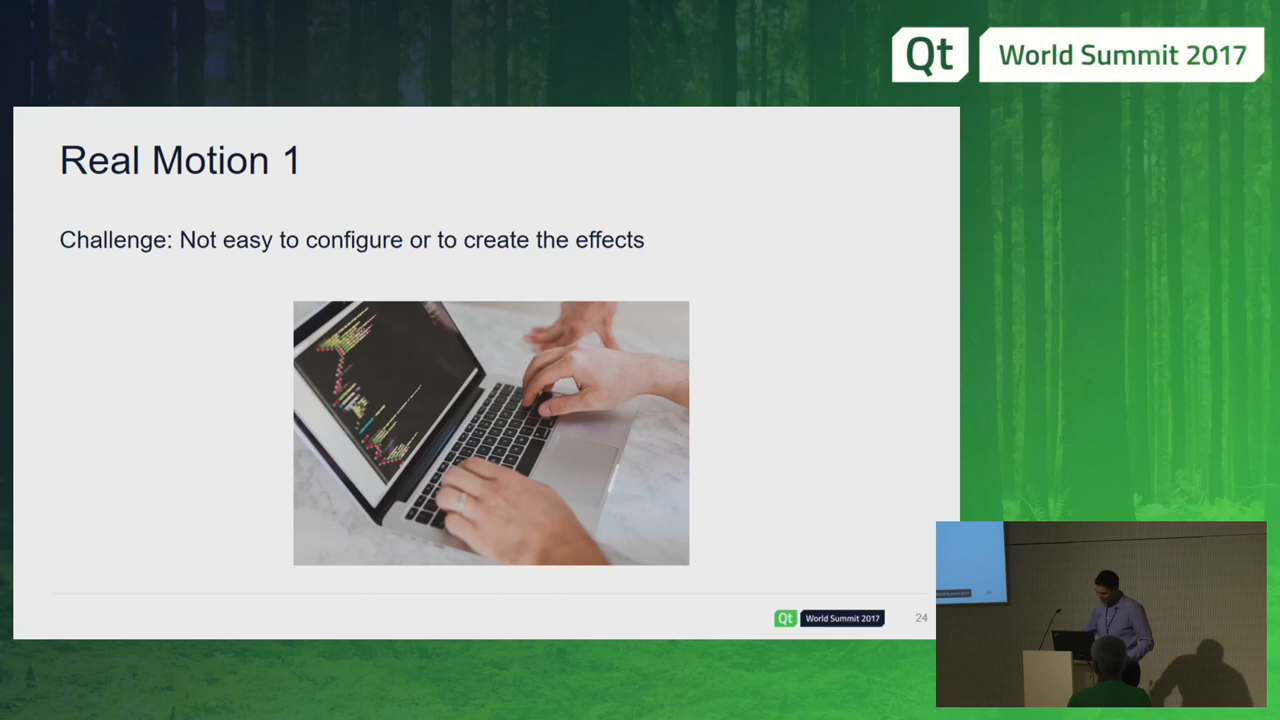 Qt World Summit 2017
Real Motion 1
Challenge: Not easy to configure or to create the effects
Qt World Summit 2017
24